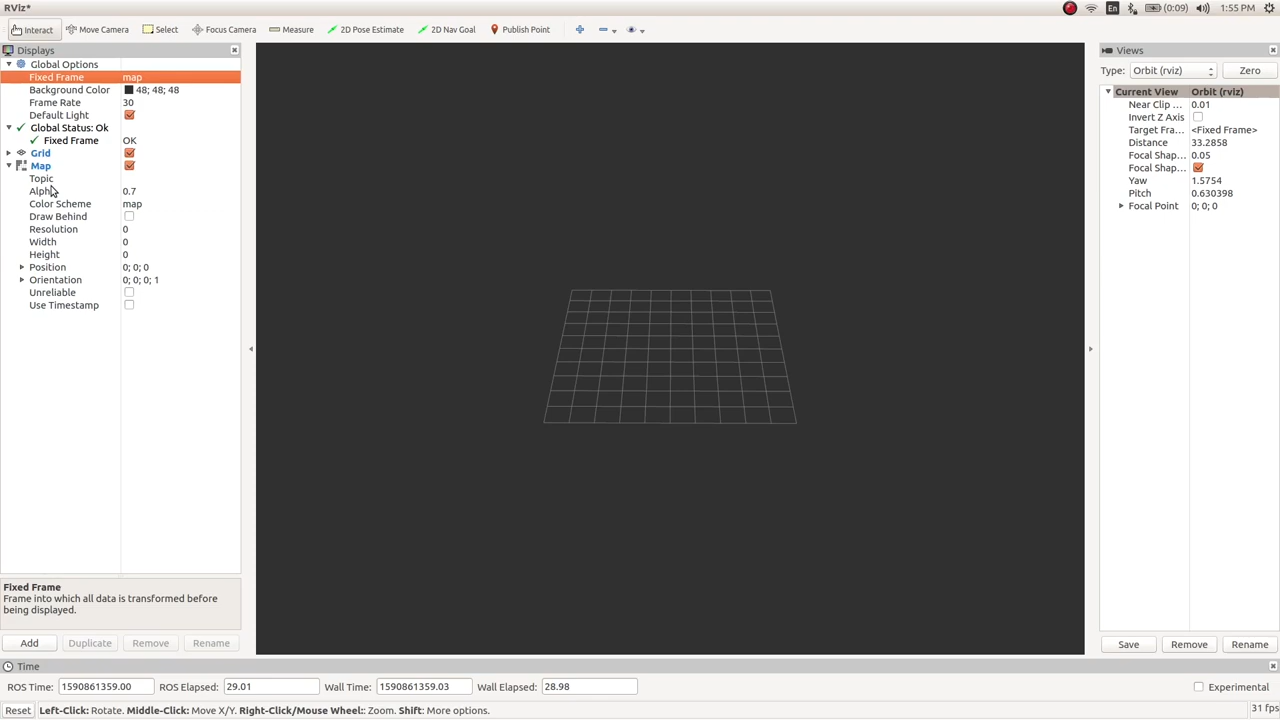 RViz*
En (0:09) 1:55 PM
Interact Move Camera Select Focus Camera Measure 2D Pose Estimate 2D Nav Goal Publish Point
Displays
Global Options
Fixed Frame map
Background Color 48; 48; 48
Frame Rate 30
Default Light
Global Status: Ok
Fixed Frame OK
Grid
Map
Topic
Alpha 0.7
Color Scheme map
Draw Behind
Resolution 0
Width 0
Height 0
Position 0; 0; 0
Orientation 0; 0; 0; 1
Unreliable
Use Timestamp
Fixed Frame
Frame into which all data is transformed before
being displayed.
Add Duplicate Remove Rename
Views
Type: Orbit (rviz) Zero
Current View Orbit (rviz)
Near Clip ... 0.01
Invert Z Axis
Target Fra... <Fixed Frame>
Distance 33.2858
Focal Shap... 0.05
Focal Shap...
Yaw 1.5754
Pitch 0.630398
Focal Point 0; 0; 0
Save Remove Rename
Time
ROS Time: 1590861359.00 ROS Elapsed: 29.01 Wall Time: 1590861359.03 Wall Elapsed: 28.98 Experimental
Reset Left-Click: Rotate. Middle-Click: Move X/Y. Right-Click/Mouse Wheel:: Zoom. Shift: More options. 31 fps